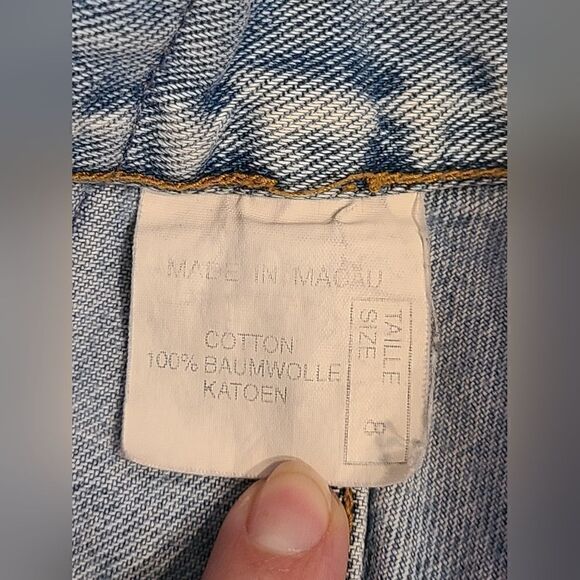 MADE IN MACAU
COTTON
100% BAUMWOLLE
KATOEN
TAILLE
SIZE 8